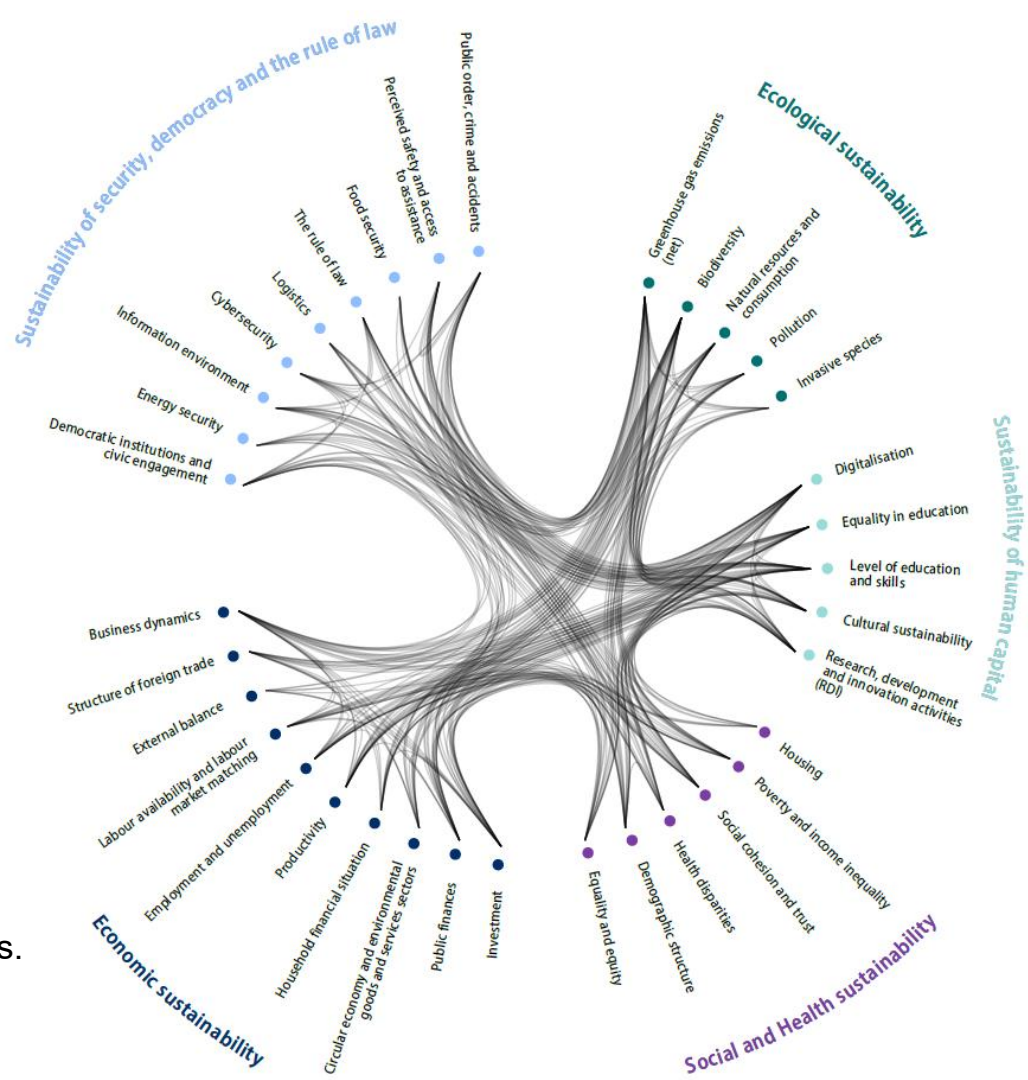 Sustainability of security, democracy and the rule of law
Public order, crime and accidents
Perceived safety and access
to assistance
Food security
The rule of law
Logistics
Cybersecurity
Information environment
Energy security
Democratic institutions and
civic engagement
Ecological sustainability
Greenhouse gas emissions
(net)
Biodiversity
Natural resources and
consumption
Pollution
Invasive species
Sustainability of human capital
Digitalisation
Equality in education
Level of education
and skills
Cultural sustainability
Research, development
and innovation activities
(RDI)
Social and Health sustainability
Housing
Poverty and income inequality
Social cohesion and trust
Health disparities
Demographic structure
Equality and equity
Economic sustainability
Business dynamics
Structure of foreign trade
External balance
Labour availability and labour
market matching
Employment and unemployment
Productivity
Household financial situation
Circular economy and environmental
goods and services sectors
Public finances
Investment
s.